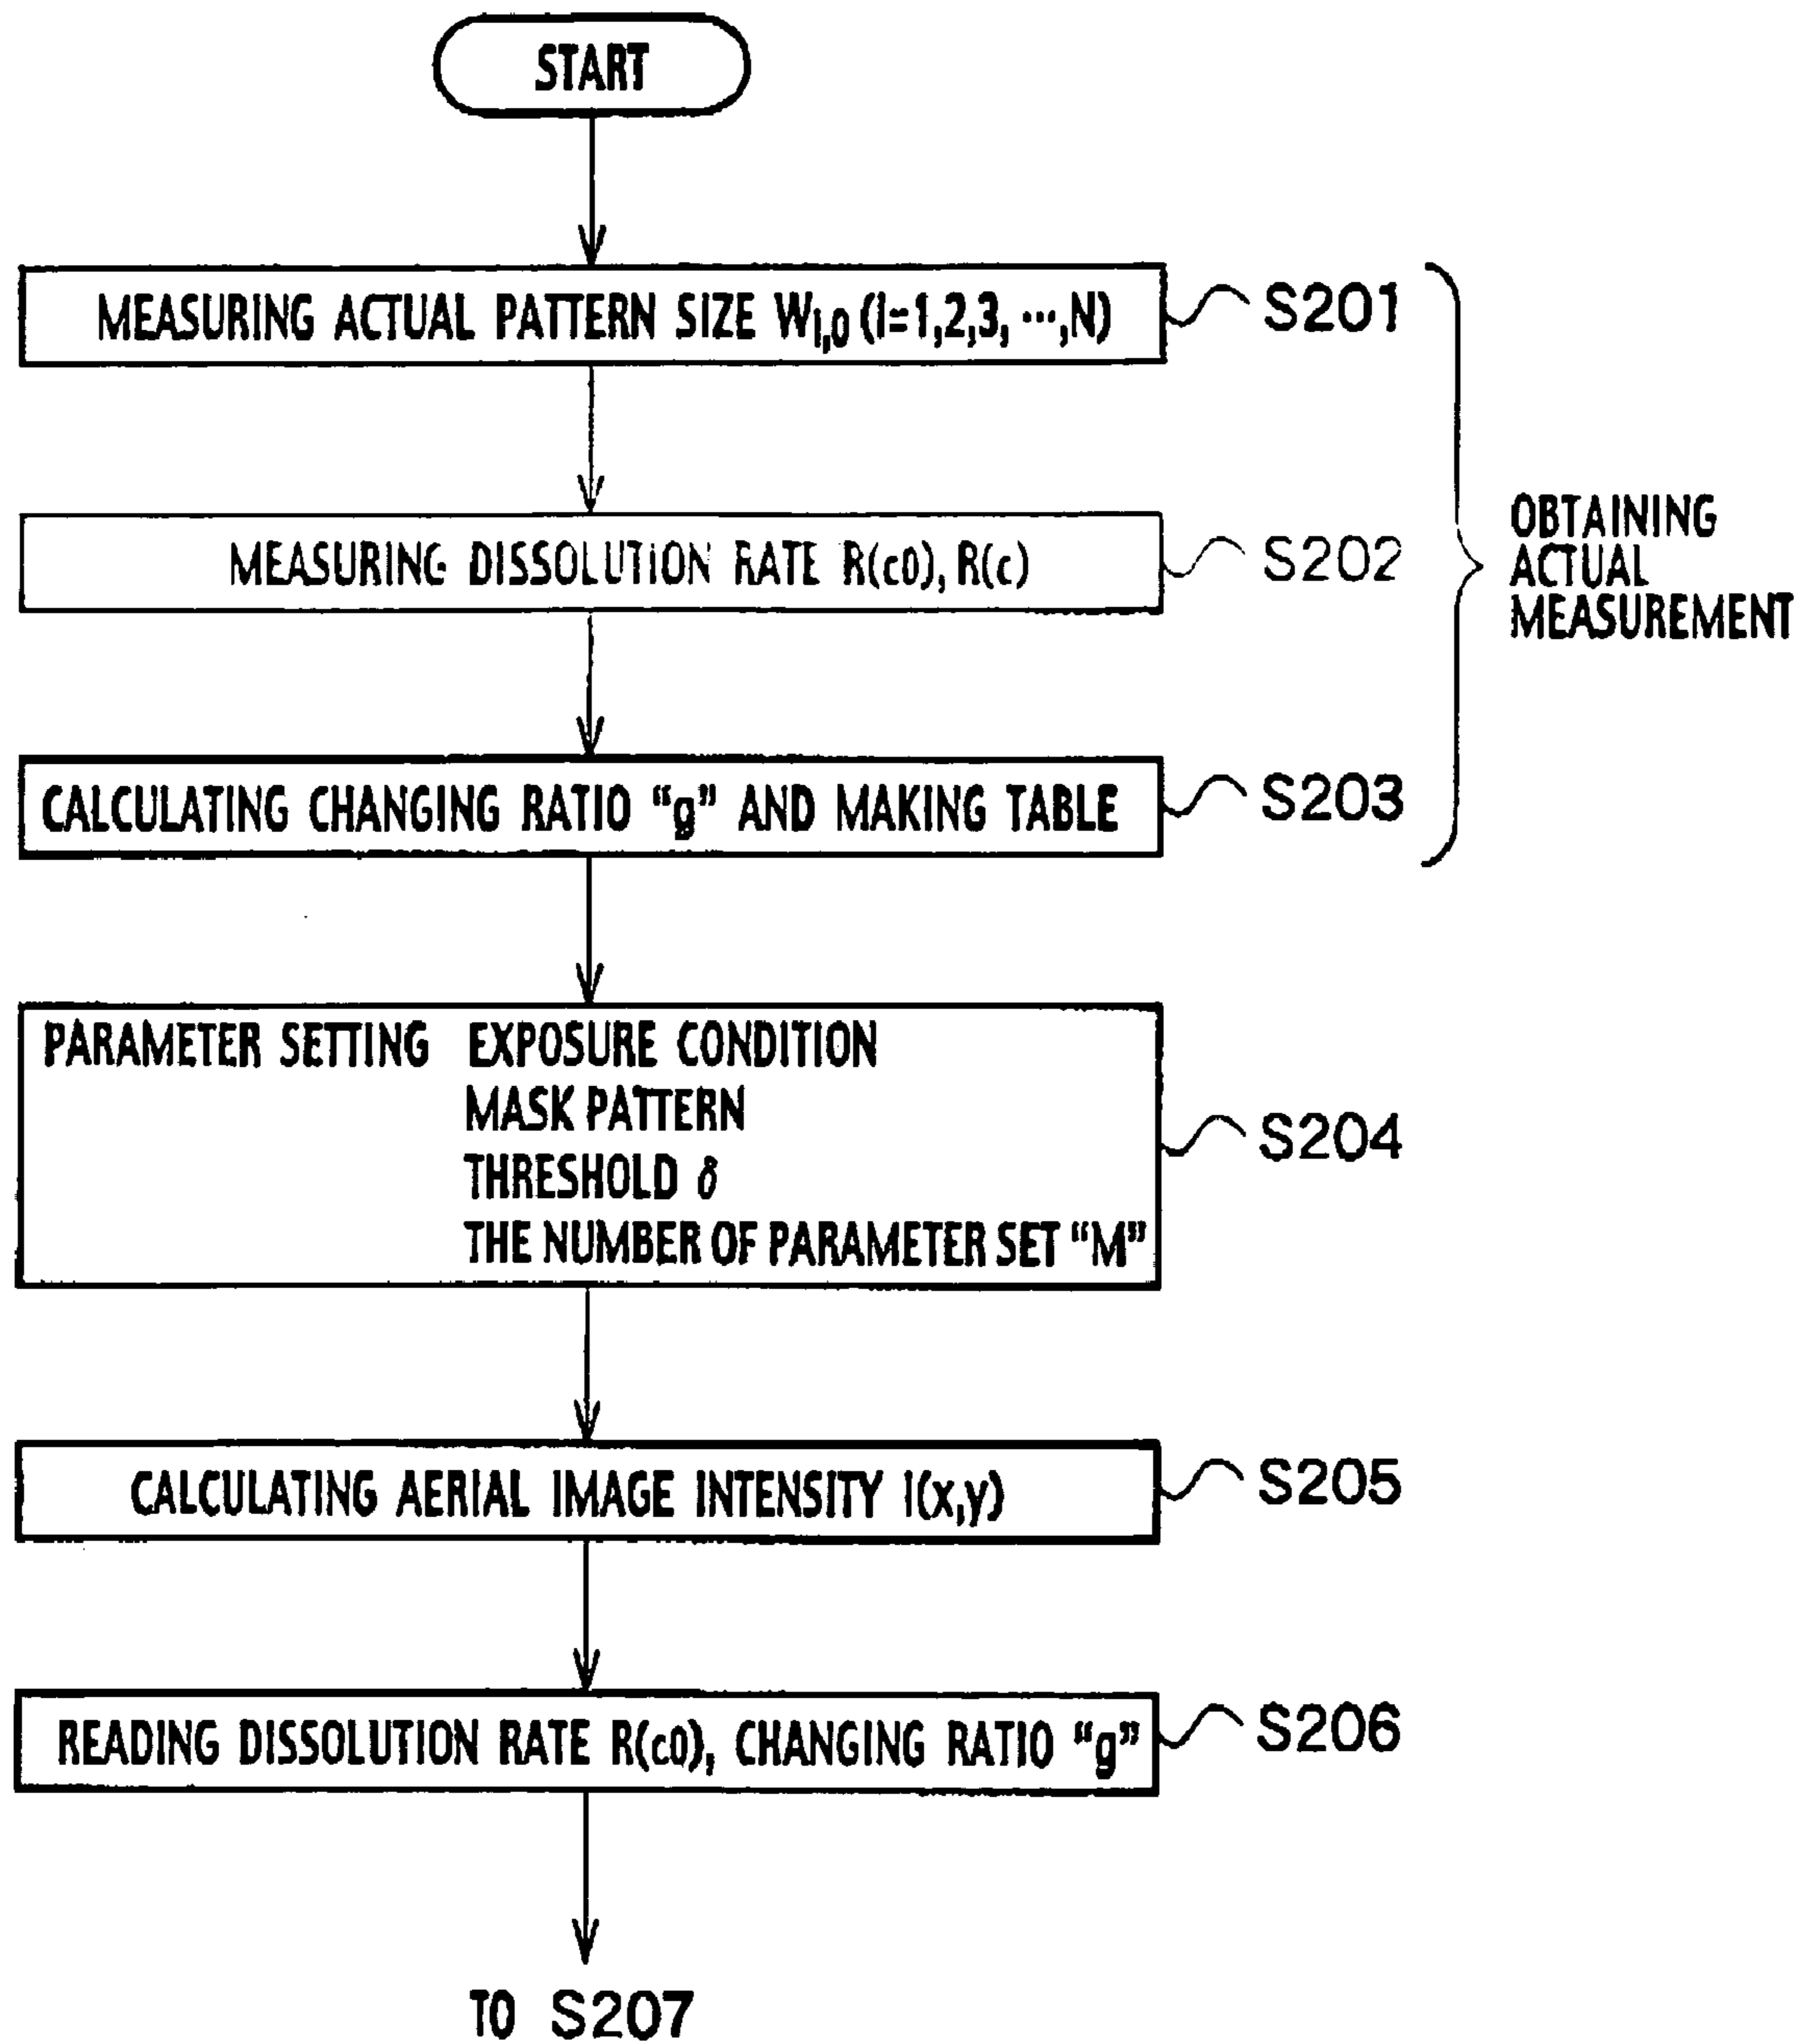 START
MEASURING ACTUAL PATTERN SIZE W_{I,0} (I=1,2,3, ⋯,N)
S201
MEASURING DISSOLUTION RATE R(c0), R(c)
S202
OBTAINING
ACTUAL
MEASUREMENT
CALCULATING CHANGING RATIO “g” AND MAKING TABLE
S203
PARAMETER SETTING EXPOSURE CONDITION
MASK PATTERN
THRESHOLD δ
THE NUMBER OF PARAMETER SET “M”
S204
CALCULATING AERIAL IMAGE INTENSITY I(x,y)
S205
READING DISSOLUTION RATE R(c0), CHANGING RATIO “g”
S206
TO S207